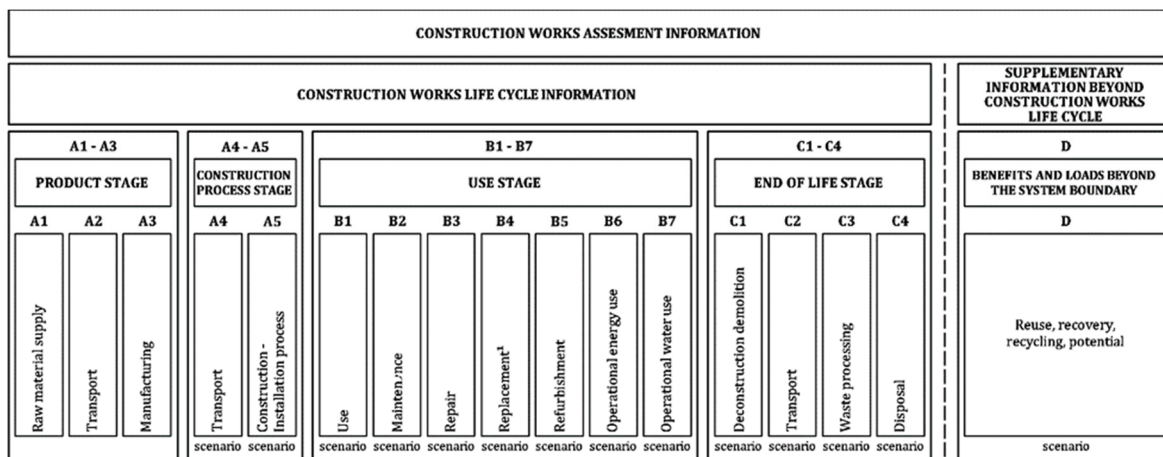 CONSTRUCTION WORKS ASSESMENT INFORMATION
CONSTRUCTION WORKS LIFE CYCLE INFORMATION
SUPPLEMENTARY
INFORMATION BEYOND
CONSTRUCTION WORKS
LIFE CYCLE
A1 - A3
PRODUCT STAGE
A1
A2
A3
Raw material supply
Transport
Manufacturing
A4 - A5
CONSTRUCTION
PROCESS STAGE
A4
A5
Transport
Construction -
Installation process
scenario
scenario
B1 - B7
USE STAGE
B1
B2
B3
B4
B5
B6
B7
Use
Maintenance
Repair
Replacement¹
Refurbishment
Operational energy use
Operational water use
scenario
scenario
scenario
scenario
scenario
scenario
scenario
C1 - C4
END OF LIFE STAGE
C1
C2
C3
C4
Deconstruction demolition
Transport
Waste processing
Disposal
scenario
scenario
scenario
scenario
D
BENEFITS AND LOADS BEYOND
THE SYSTEM BOUNDARY
D
Reuse, recovery,
recycling, potential
scenario